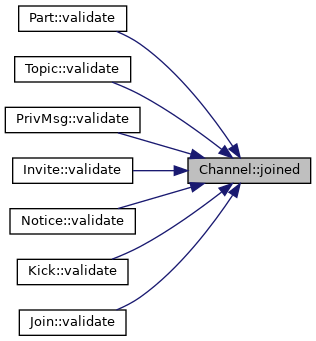 Part::validate
Topic::validate
PrivMsg::validate
Channel::joined
Invite::validate
Notice::validate
Kick::validate
Join::validate